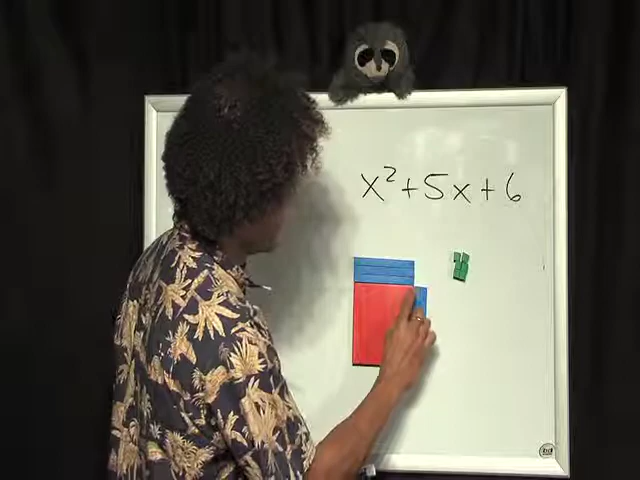 x² + 5x + 6